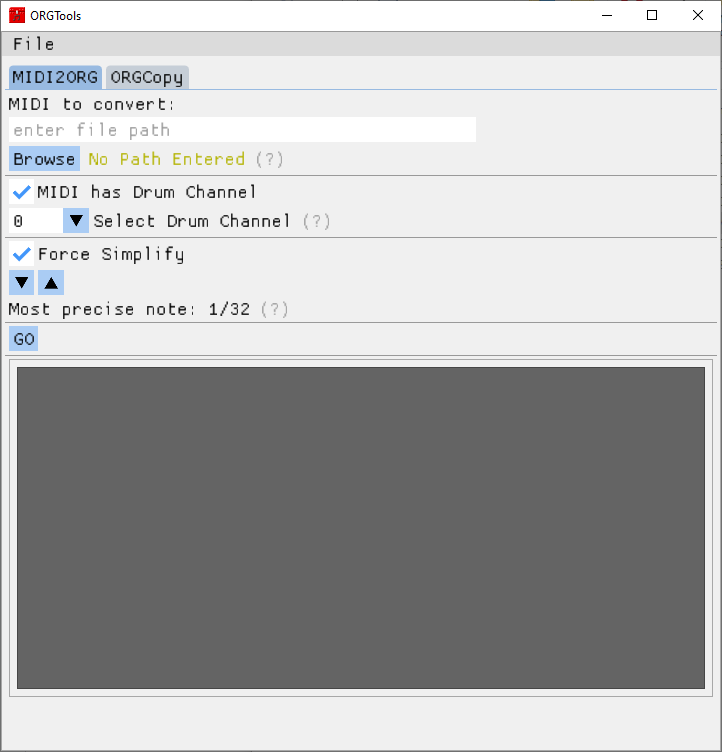 ORGTools
File
MIDI2ORG ORGCopy
MIDI to convert:
enter file path
Browse No Path Entered (?)
MIDI has Drum Channel
0 Select Drum Channel (?)
Force Simplify
Most precise note: 1/32 (?)
GO